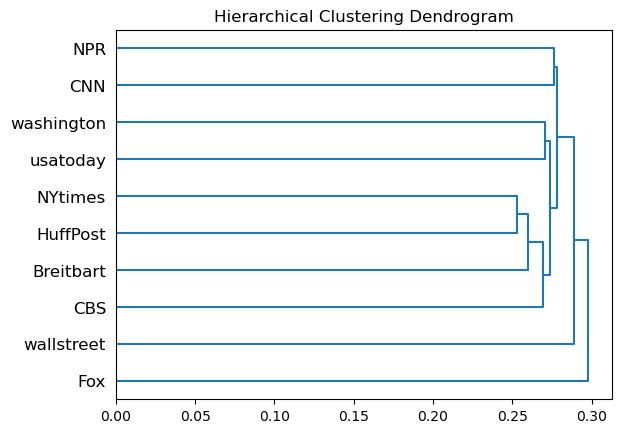 Hierarchical Clustering Dendrogram
NPR
CNN
washington
usatoday
NYtimes
HuffPost
Breitbart
CBS
wallstreet
Fox
0.00 0.05 0.10 0.15 0.20 0.25 0.30